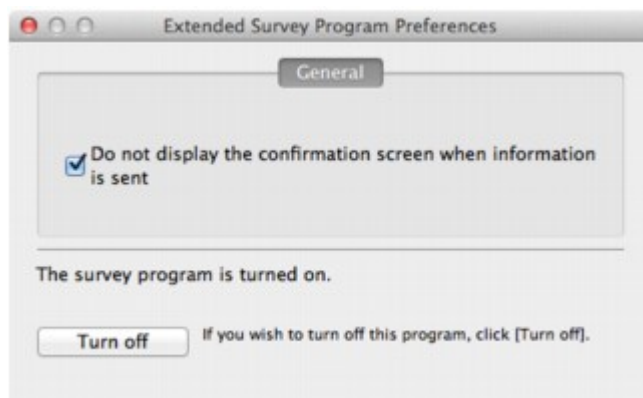 Extended Survey Program Preferences
General
Do not display the confirmation screen when information
is sent
The survey program is turned on.
Turn off
If you wish to turn off this program, click [Turn off].